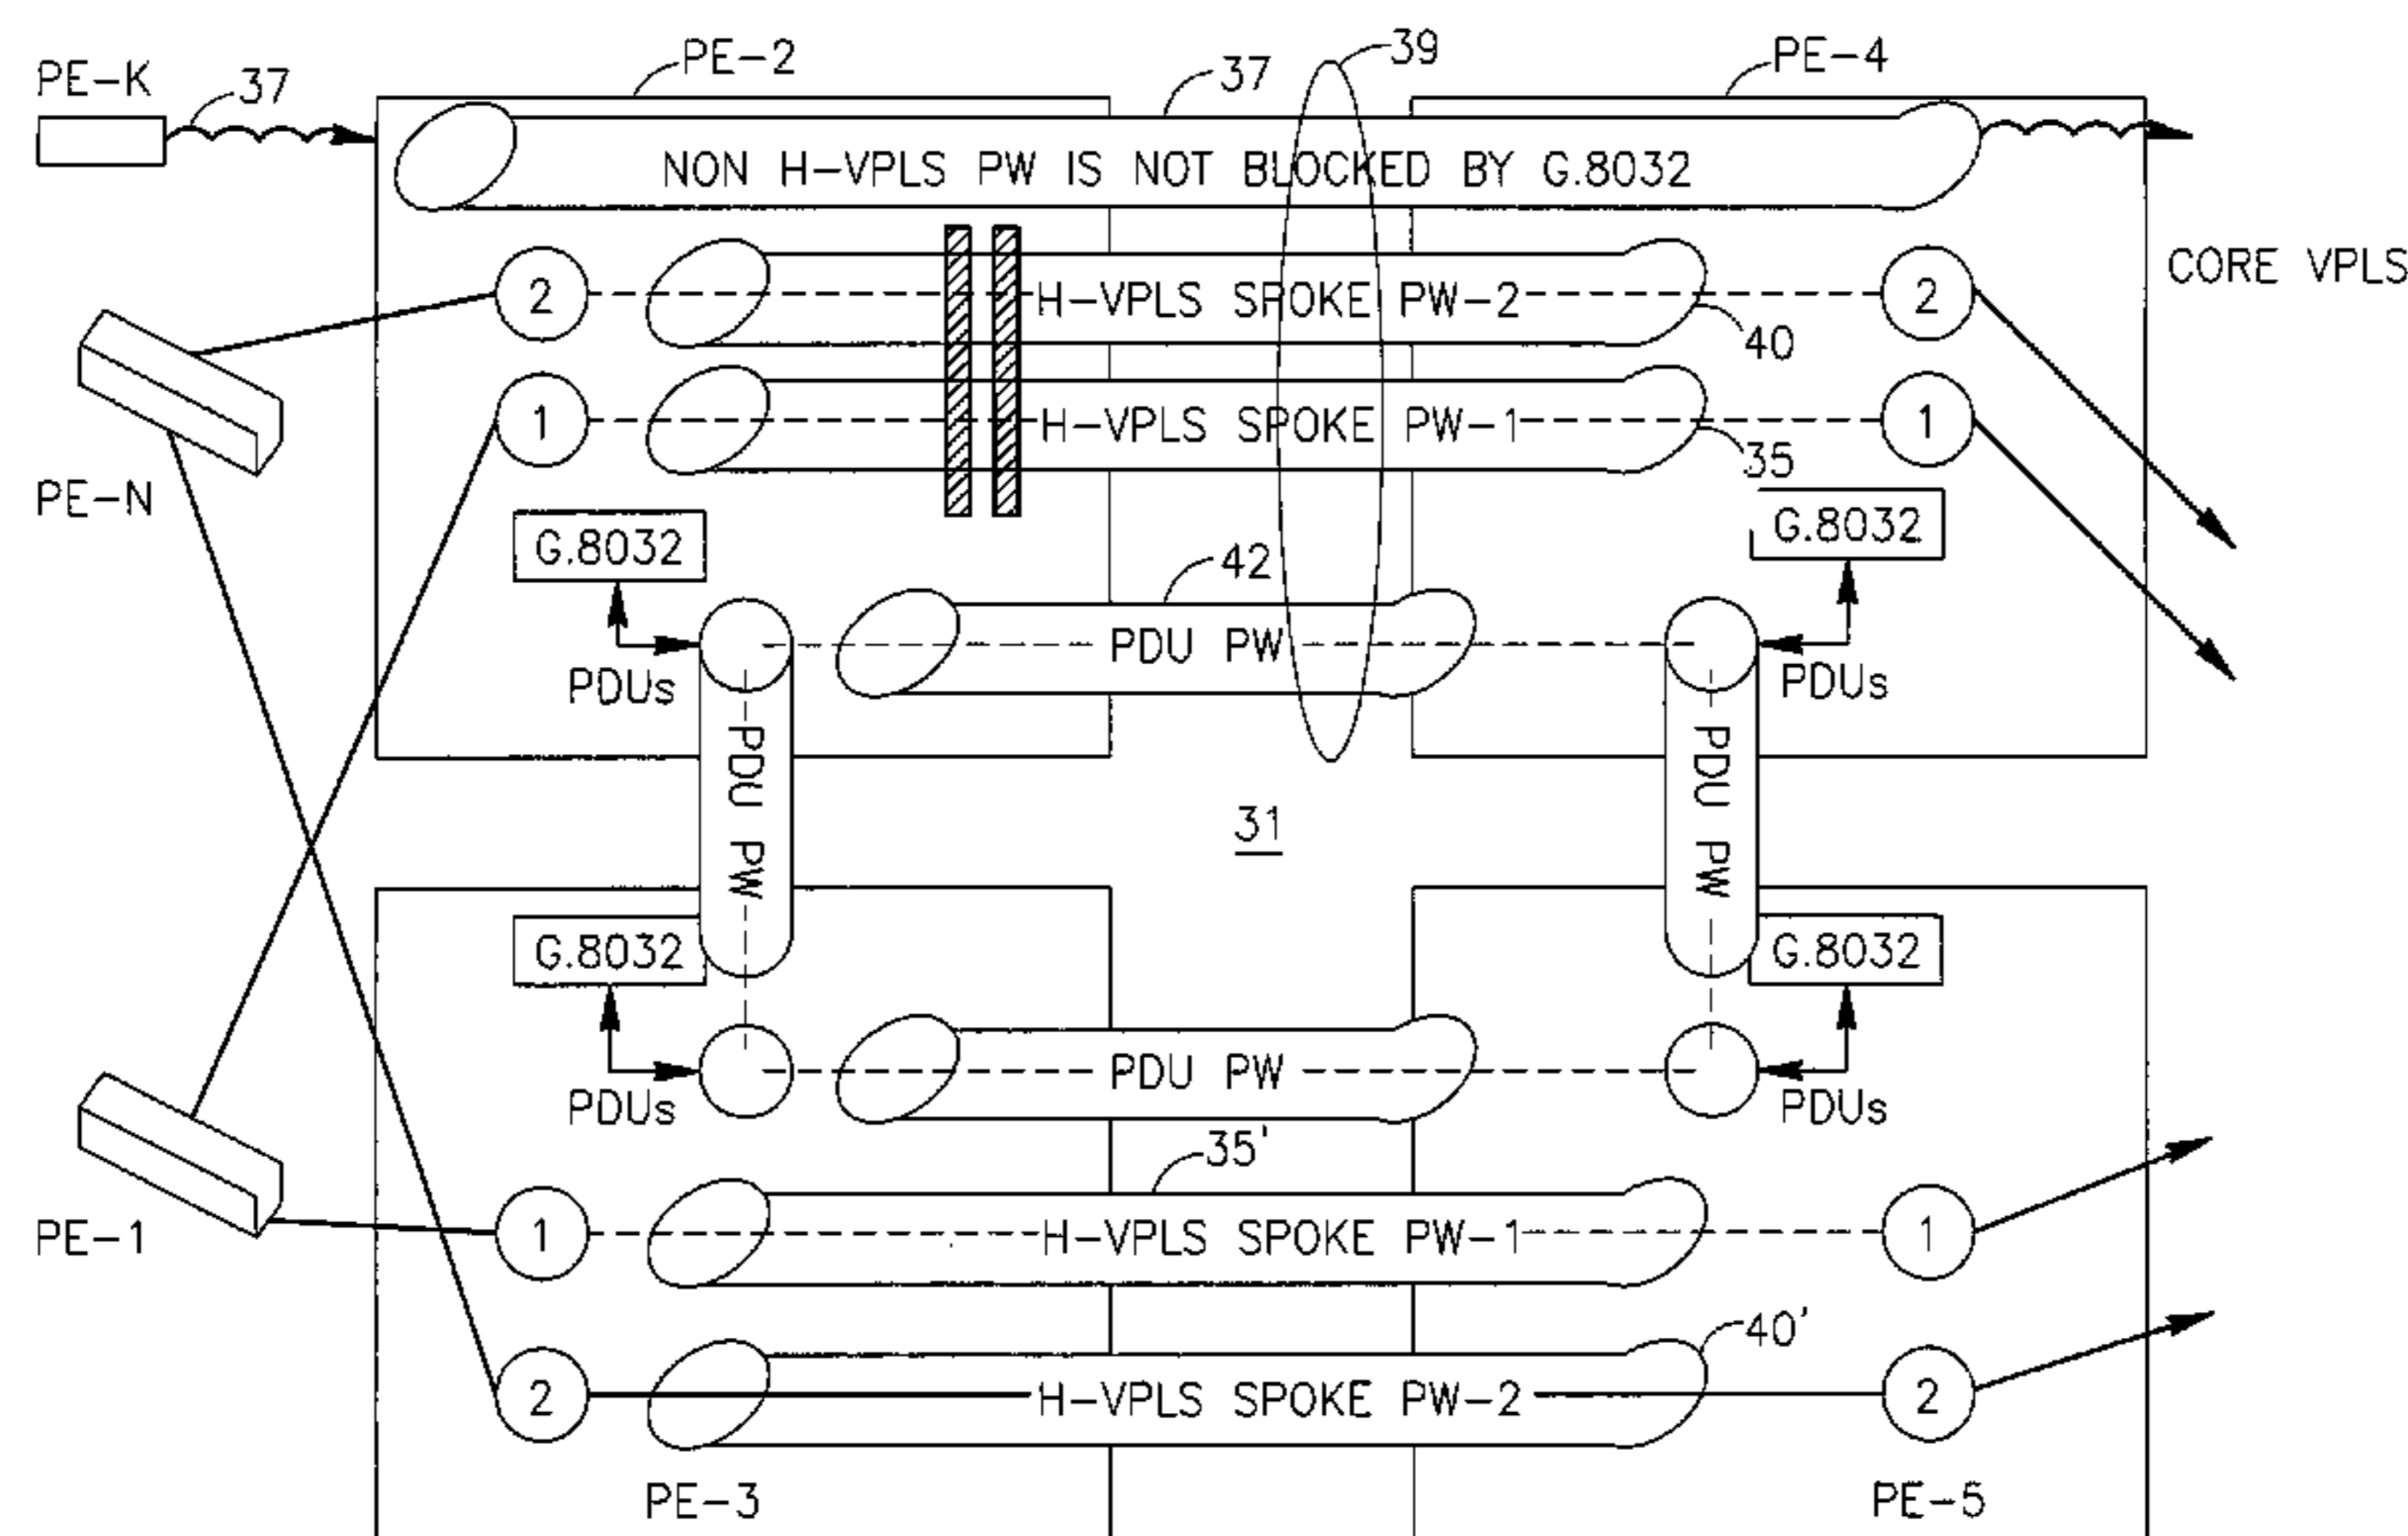 PE-K
37
PE-2
37
39
PE-4
NON H-VPLS PW IS NOT BLOCKED BY G.8032
2
H-VPLS SPOKE PW-2
2
CORE VPLS
40
1
H-VPLS SPOKE PW-1
1
35
PE-N
G.8032
G.8032
42
PDU PW
PDUs
PDUs
PDU PW
PDU PW
31
G.8032
G.8032
PDU PW
PDUs
PDUs
35'
PE-1
1
H-VPLS SPOKE PW-1
1
40'
2
H-VPLS SPOKE PW-2
2
PE-3
PE-5